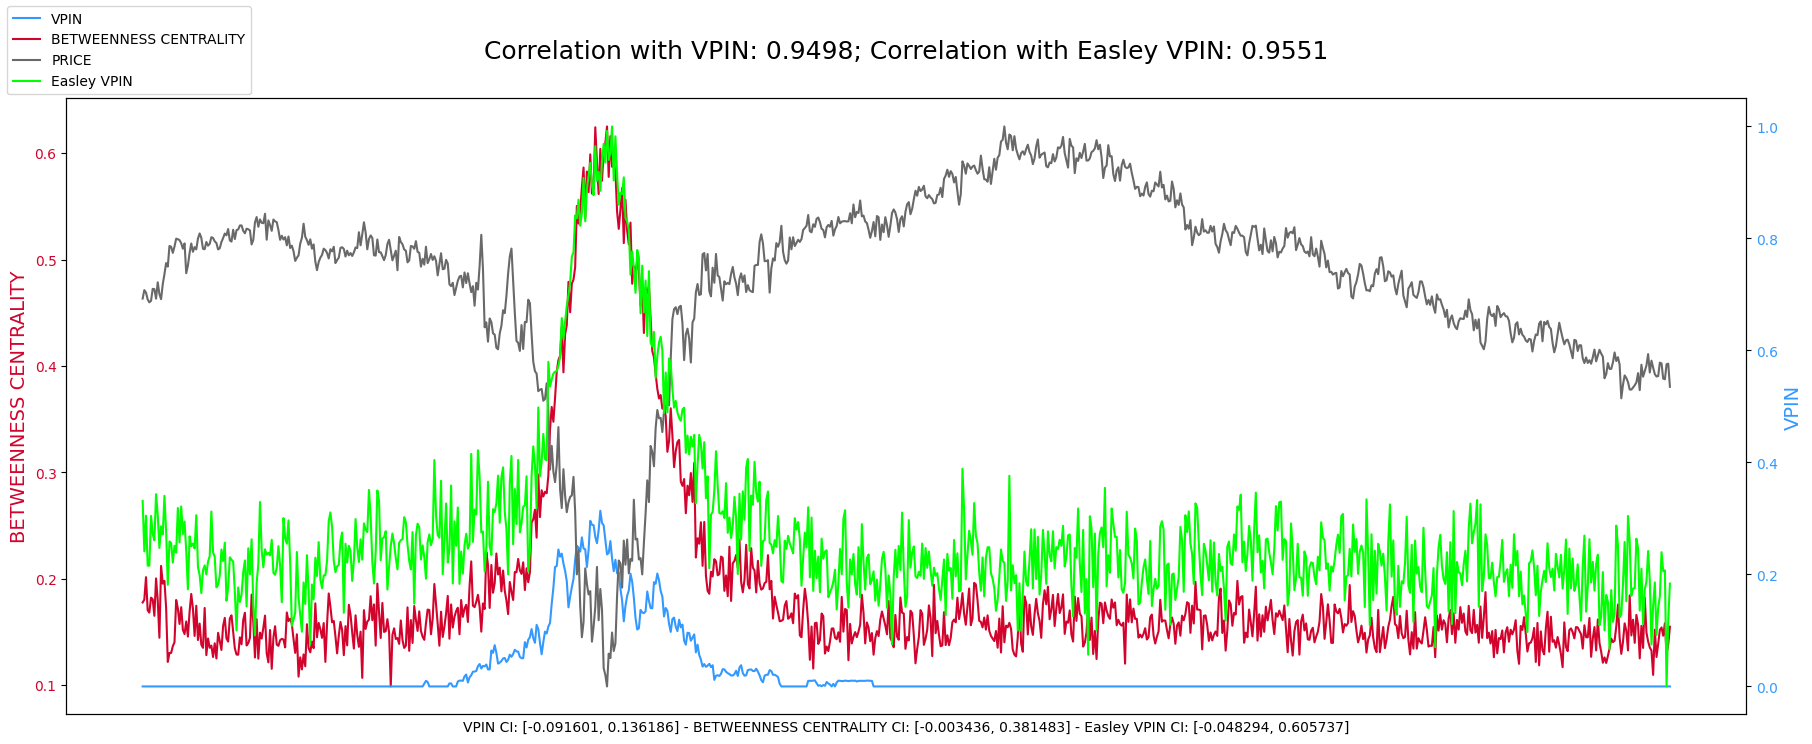 VPIN
BETWEENNESS CENTRALITY
PRICE
Easley VPIN
Correlation with VPIN: 0.9498; Correlation with Easley VPIN: 0.9551
BETWEENNESS CENTRALITY
0.6
0.5
0.4
0.3
0.2
0.1
1.0
0.8
0.6
0.4
0.2
0.0
VPIN
VPIN CI: [-0.091601, 0.136186] - BETWEENNESS CENTRALITY CI: [-0.003436, 0.381483] - Easley VPIN CI: [-0.048294, 0.605737]